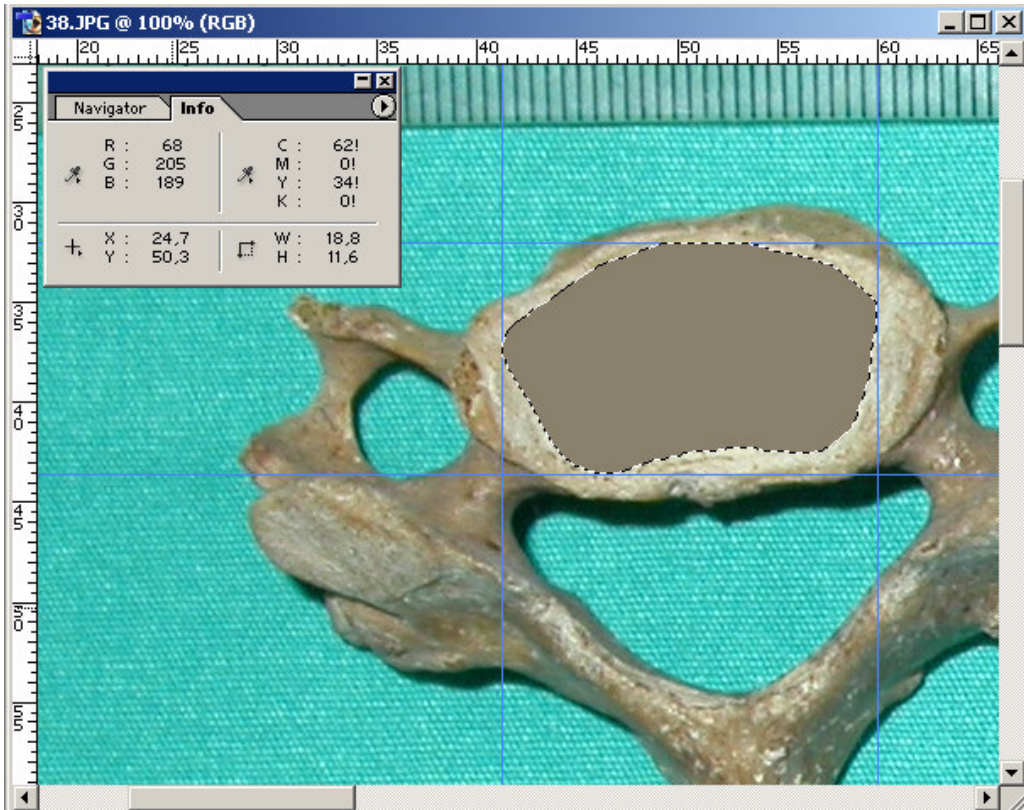 38.JPG @ 100% (RGB)
20 25 30 35 40 45 50 55 60 65
Navigator Info
R : 68 C : 62!
G : 205 M : 0!
B : 189 Y : 34!
K : 0!
X : 24,7 W : 18,8
Y : 50,3 H : 11,6
25
30
35
40
45
50
55